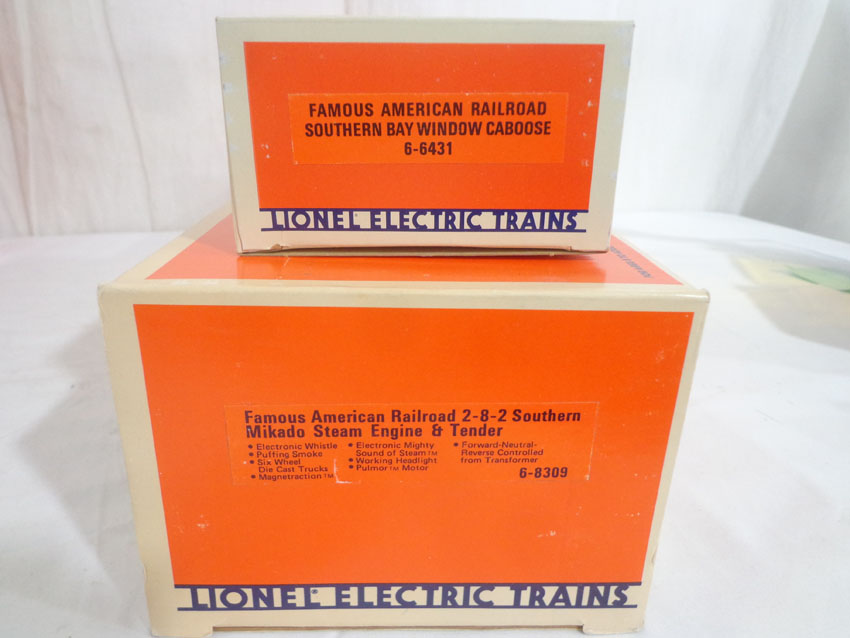 FAMOUS AMERICAN RAILROAD
SOUTHERN BAY WINDOW CABOOSE
6-6431
LIONEL ELECTRIC TRAINS
Famous American Railroad 2-8-2 Southern
Mikado Steam Engine & Tender
* Electronic Whistle
* Puffing Smoke
* Six Wheel
Die Cast Trucks
* Magnetraction™
* Electronic Mighty
Sound of Steam™
* Working Headlight
* Pulmor™ Motor
* Forward-Neutral-
Reverse Controlled
from Transformer
6-8309
LIONEL® ELECTRIC TRAINS